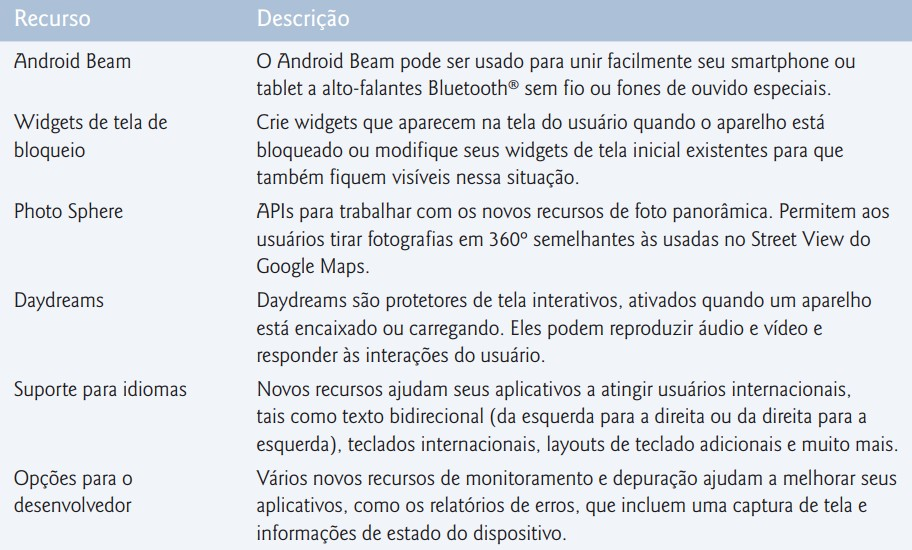 Recurso Descrição
Android Beam O Android Beam pode ser usado para unir facilmente seu smartphone ou
tablet a alto-falantes Bluetooth® sem fio ou fones de ouvido especiais.
Widgets de tela de Crie widgets que aparecem na tela do usuário quando o aparelho está
bloqueio bloqueado ou modifique seus widgets de tela inicial existentes para que
também fiquem visíveis nessa situação.
Photo Sphere APIs para trabalhar com os novos recursos de foto panorâmica. Permitem aos
usuários tirar fotografias em 360º semelhantes às usadas no Street View do
Google Maps.
Daydreams Daydreams são protetores de tela interativos, ativados quando um aparelho
está encaixado ou carregando. Eles podem reproduzir áudio e vídeo e
responder às interações do usuário.
Suporte para idiomas Novos recursos ajudam seus aplicativos a atingir usuários internacionais,
tais como texto bidirecional (da esquerda para a direita ou da direita para a
esquerda), teclados internacionais, layouts de teclado adicionais e muito mais.
Opções para o Vários novos recursos de monitoramento e depuração ajudam a melhorar seus
desenvolvedor aplicativos, como os relatórios de erros, que incluem uma captura de tela e
informações de estado do dispositivo.